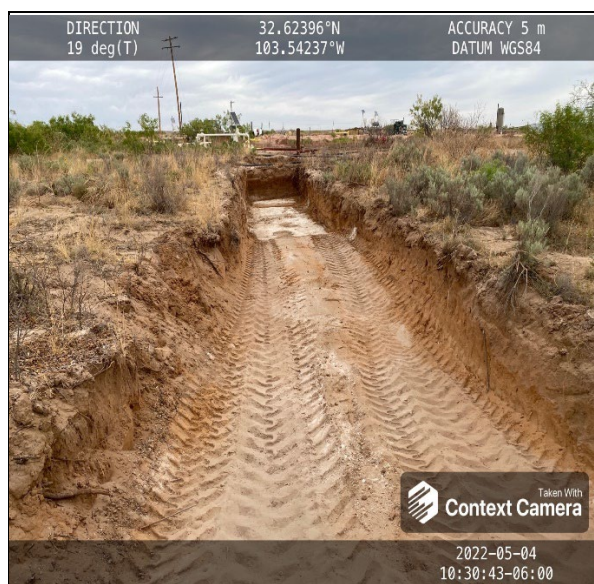 DIRECTION
19 deg(T)
32.62396°N
103.54237°W
ACCURACY 5 m
DATUM WGS84
Taken With
Context Camera
2022-05-04
10:30:43-06:00